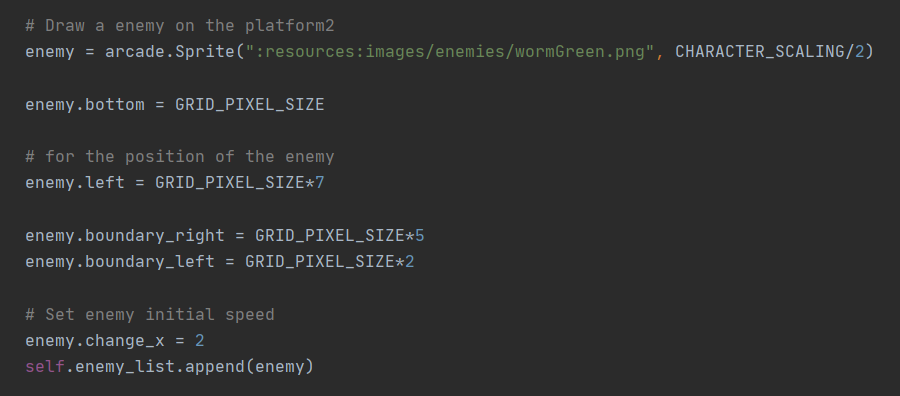 # Draw a enemy on the platform2
enemy = arcade.Sprite(":resources:images/enemies/wormGreen.png", CHARACTER_SCALING/2)
enemy.bottom = GRID_PIXEL_SIZE
# for the position of the enemy
enemy.left = GRID_PIXEL_SIZE*7
enemy.boundary_right = GRID_PIXEL_SIZE*5
enemy.boundary_left = GRID_PIXEL_SIZE*2
# Set enemy initial speed
enemy.change_x = 2
self.enemy_list.append(enemy)